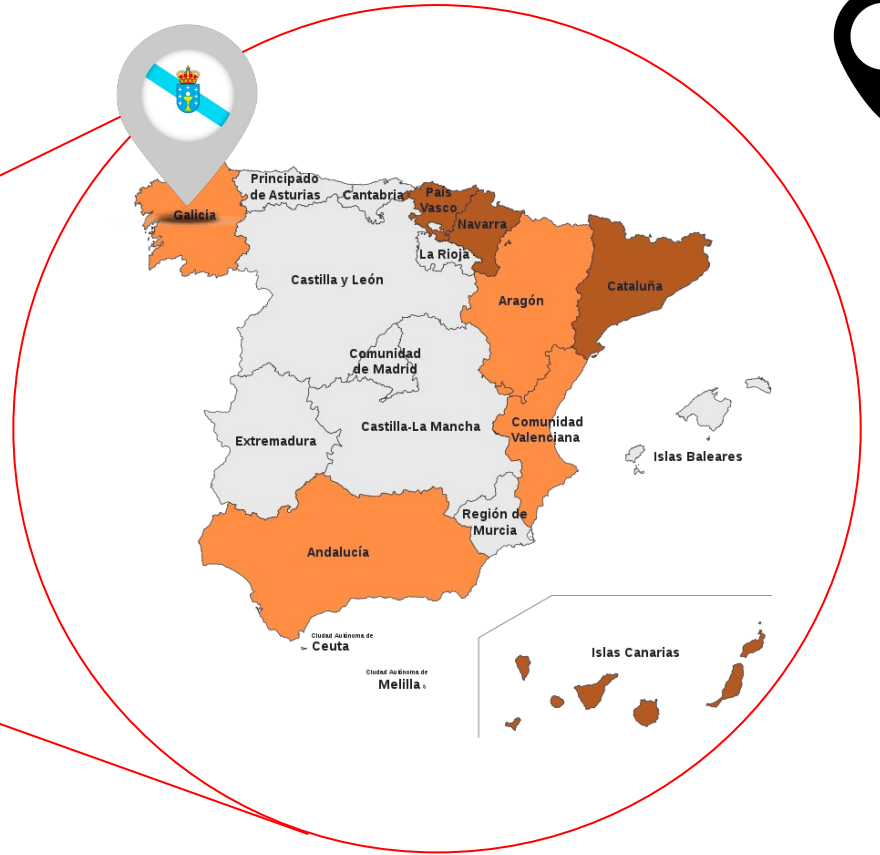 Principado
de Asturias
Cantabria
País
Vasco
Navarra
Galicia
La Rioja
Castilla y León
Aragón
Cataluña
Comunidad
de Madrid
Castilla-La Mancha
Comunidad
Valenciana
Extremadura
Islas Baleares
Región de
Murcia
Andalucía
Ciudad Autónoma de
Ceuta
Islas Canarias
Ciudad Autónoma de
Melilla